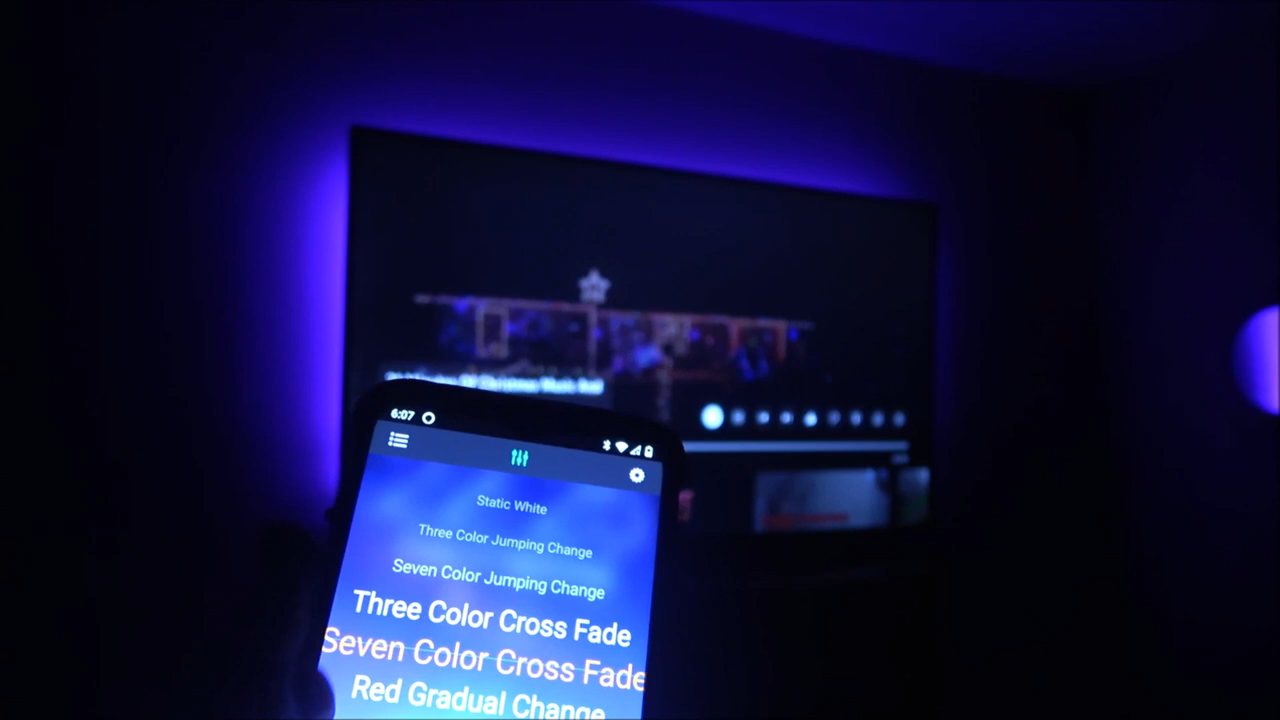 6:07
Static White
Three Color Jumping Change
Seven Color Jumping Change
Three Color Cross Fade
Seven Color Cross Fade
Red Gradual Change